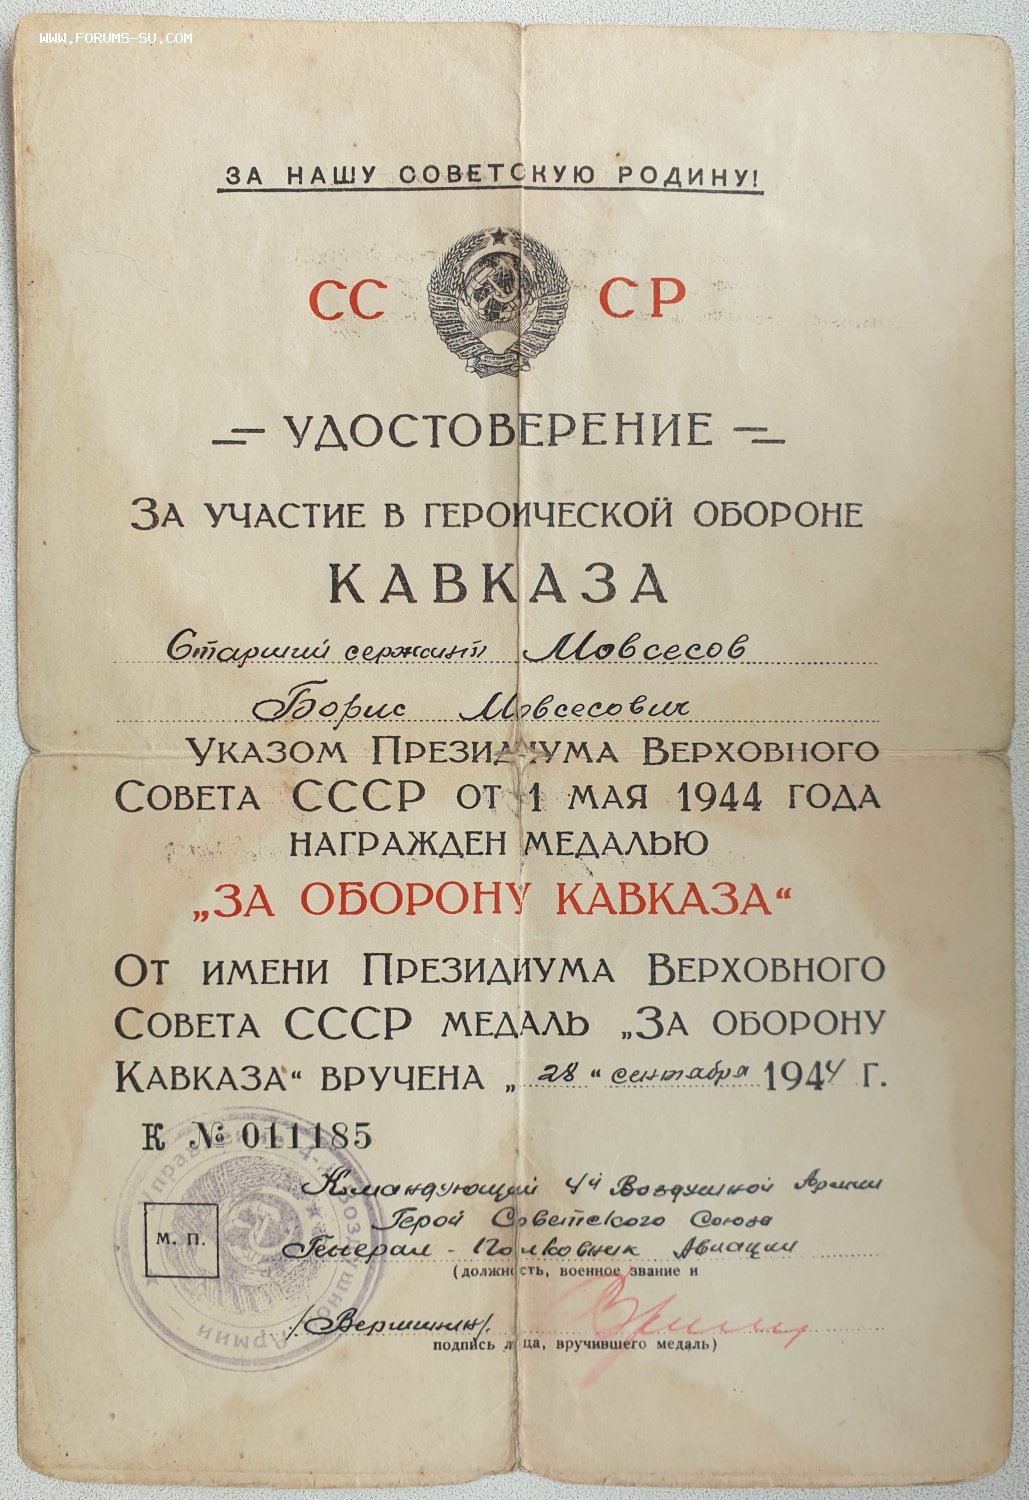 WWW.FORUMS-SU.COM
ЗА НАШУ СОВЕТСКУЮ РОДИНУ!
СС СР
УДОСТОВЕРЕНИЕ
ЗА УЧАСТИЕ В ГЕРОИЧЕСКОЙ ОБОРОНЕ
КАВКАЗА
Старший сержант Мовсесов
Борис Мовсесович
УКАЗОМ ПРЕЗИДИУМА ВЕРХОВНОГО
СОВЕТА СССР ОТ 1 МАЯ 1944 ГОДА
НАГРАЖДЕН МЕДАЛЬЮ
„ЗА ОБОРОНУ КАВКАЗА“
ОТ ИМЕНИ ПРЕЗИДИУМА ВЕРХОВНОГО
СОВЕТА СССР МЕДАЛЬ „ЗА ОБОРОНУ
КАВКАЗА“ ВРУЧЕНА „28“ сентября 1944 Г.
К № 011185
Командующий 4й Воздушной Армии
Герой Советского Союза
М. П.
Генерал-Полковник Авиации
(должность, военное звание и
/Вершинин/.
подпись лица, вручившего медаль)